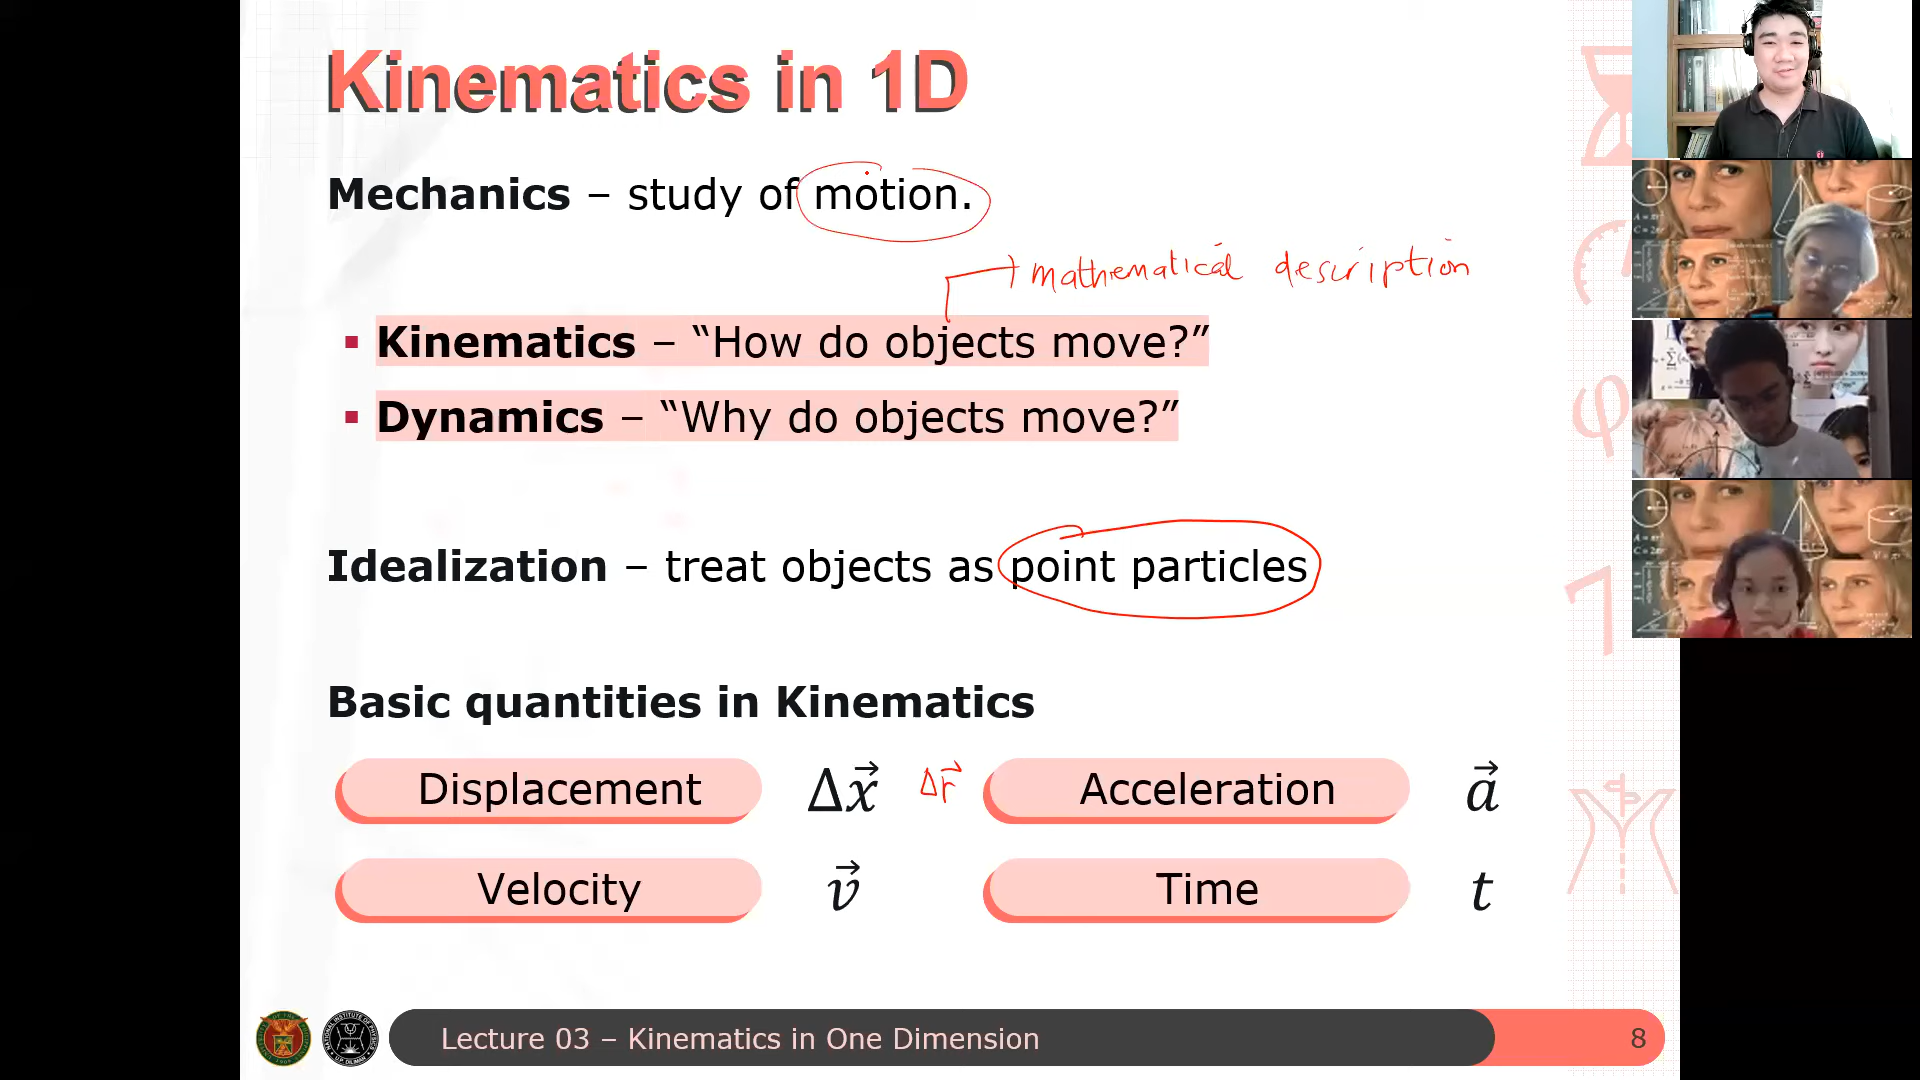 Kinematics in 1D
Mechanics – study of motion.
mathematical description
▪ Kinematics – “How do objects move?”
▪ Dynamics – “Why do objects move?”
Idealization – treat objects as point particles
Basic quantities in Kinematics
Displacement Δx⃗ Δr⃗ Acceleration a⃗
Velocity v⃗ Time t
Lecture 03 – Kinematics in One Dimension 8